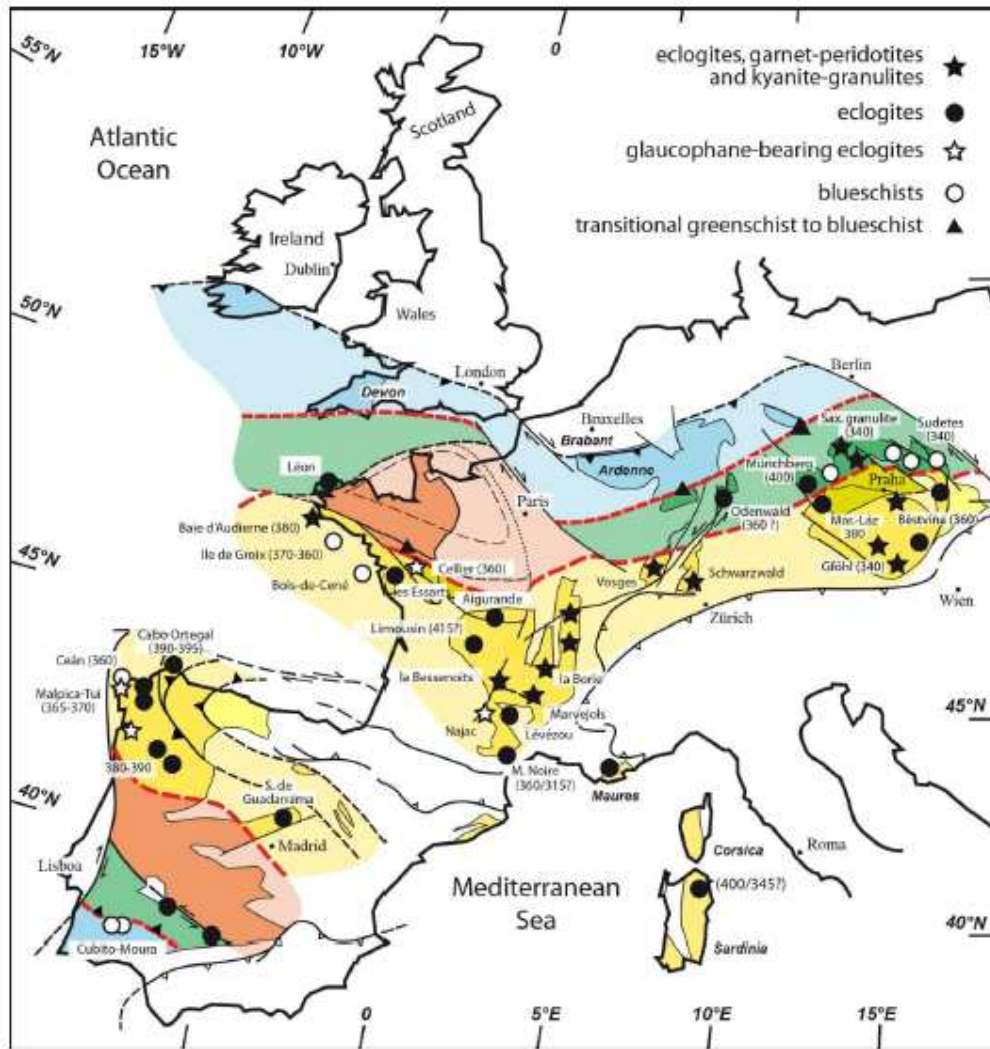 15°W
10°W
0
55°N
eclogites, garnet-peridotites
and kyanite-granulites
eclogites
glaucophane-bearing eclogites
blueschists
transitional greenschist to blueschist
Atlantic
Ocean
Scotland
Ireland
Dublin
Wales
London
50°N
Devon
Bruxelles
Brabant
Ardenne
Berlin
Sax. granulite
(340)
Sudetes
(340)
Münchberg
(400)
Praha
Léon
Paris
Odenwald
(360 ?)
Mar.-Láz
380
Běstvina (360)
Gföhl (340)
Wien
Baie d'Audierne (380)
Ile de Groix (370-360)
Bois-de-Cené
45°N
Cellier (360)
les Essarts
Aigurande
Limousin (415?)
Vosges
Schwarzwald
Zürich
la Bessenoits
la Borie
Marvejols
Najac
Lévézou
M. Noire
(360/315?)
Maures
45°N
Cabo Ortegal
(390-395)
Ceán (360)
Malpica-Tui
(365-370)
380-390
40°N
S. de
Guadarrama
Madrid
Lisboa
Cubito-Moura
Mediterranean
Sea
Corsica
Roma
(400/345?)
Sardinia
40°N
0
5°E
10°E
15°E